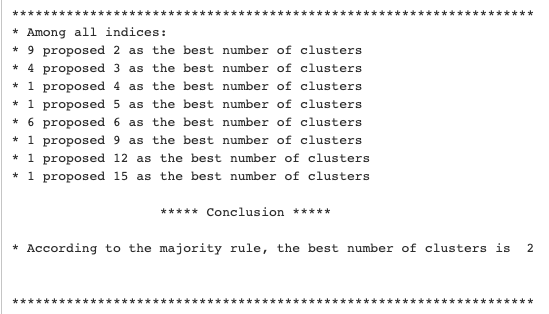 *******************************************************************
* Among all indices:
* 9 proposed 2 as the best number of clusters
* 4 proposed 3 as the best number of clusters
* 1 proposed 4 as the best number of clusters
* 1 proposed 5 as the best number of clusters
* 6 proposed 6 as the best number of clusters
* 1 proposed 9 as the best number of clusters
* 1 proposed 12 as the best number of clusters
* 1 proposed 15 as the best number of clusters
***** Conclusion *****
* According to the majority rule, the best number of clusters is  2
*******************************************************************